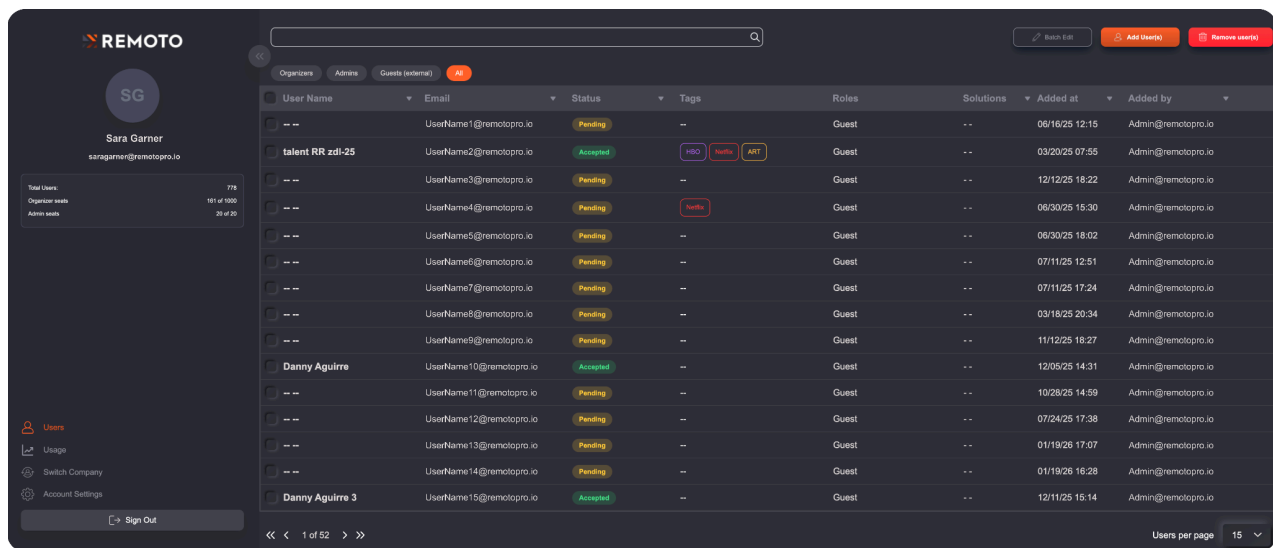 REMOTO
SG
Sara Garner
saragarner@remotopro.io
Total Users: 778
Organizer seats 161 of 1000
Admin seats 20 of 20
Users
Usage
Switch Company
Account Settings
Sign Out
Batch Edit Add User(s) Remove user(s)
Organizers Admins Guests (external) All
User Name Email Status Tags Roles Solutions Added at Added by
-- -- UserName1@remotopro.io Pending -- Guest - - 06/16/25 12:15 Admin@remotopro.io
talent RR zdl-25 UserName2@remotopro.io Accepted HSO Netflix ART Guest - - 03/20/25 07:55 Admin@remotopro.io
-- -- UserName3@remotopro.io Pending -- Guest - - 12/12/25 18:22 Admin@remotopro.io
-- -- UserName4@remotopro.io Pending Netflix Guest - - 06/30/25 15:30 Admin@remotopro.io
-- -- UserName5@remotopro.io Pending -- Guest - - 06/30/25 18:02 Admin@remotopro.io
-- -- UserName6@remotopro.io Pending -- Guest - - 07/11/25 12:51 Admin@remotopro.io
-- -- UserName7@remotopro.io Pending -- Guest - - 07/11/25 17:24 Admin@remotopro.io
-- -- UserName8@remotopro.io Pending -- Guest - - 03/18/25 20:34 Admin@remotopro.io
-- -- UserName9@remotopro.io Pending -- Guest - - 11/12/25 18:27 Admin@remotopro.io
Danny Aguirre UserName10@remotopro.io Accepted -- Guest - - 12/05/25 14:31 Admin@remotopro.io
-- -- UserName11@remotopro.io Pending -- Guest - - 10/28/25 14:59 Admin@remotopro.io
-- -- UserName12@remotopro.io Pending -- Guest - - 07/24/25 17:38 Admin@remotopro.io
-- -- UserName13@remotopro.io Pending -- Guest - - 01/19/26 17:07 Admin@remotopro.io
-- -- UserName14@remotopro.io Pending -- Guest - - 01/19/26 16:28 Admin@remotopro.io
Danny Aguirre 3 UserName15@remotopro.io Accepted -- Guest - - 12/11/25 15:14 Admin@remotopro.io
1 of 52 Users per page 15